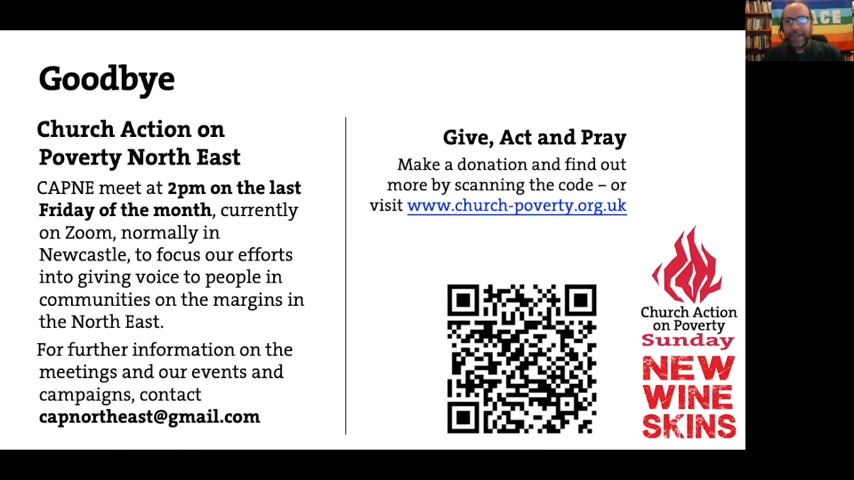 Goodbye
Church Action on
Poverty North East
CAPNE meet at 2pm on the last
Friday of the month, currently
on Zoom, normally in
Newcastle, to focus our efforts
into giving voice to people in
communities on the margins in
the North East.
For further information on the
meetings and our events and
campaigns, contact
capnortheast@gmail.com
Give, Act and Pray
Make a donation and find out
more by scanning the code – or
visit www.church-poverty.org.uk
Church Action
on Poverty
Sunday
NEW
WINE
SKINS